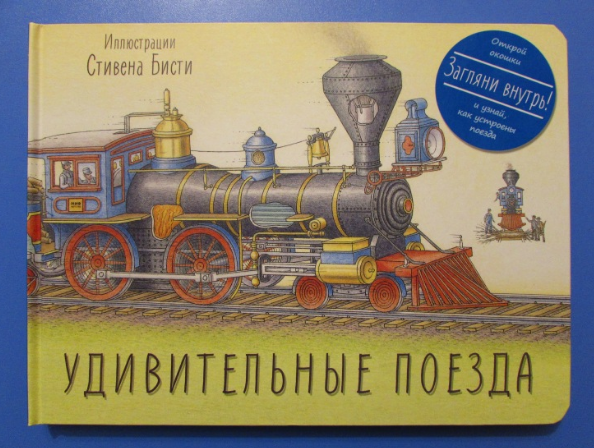 Иллюстрации
Стивена Бисти
Открой
окошки
Загляни внутрь!
и узнай,
как устроены
поезда
УДИВИТЕЛЬНЫЕ ПОЕЗДА